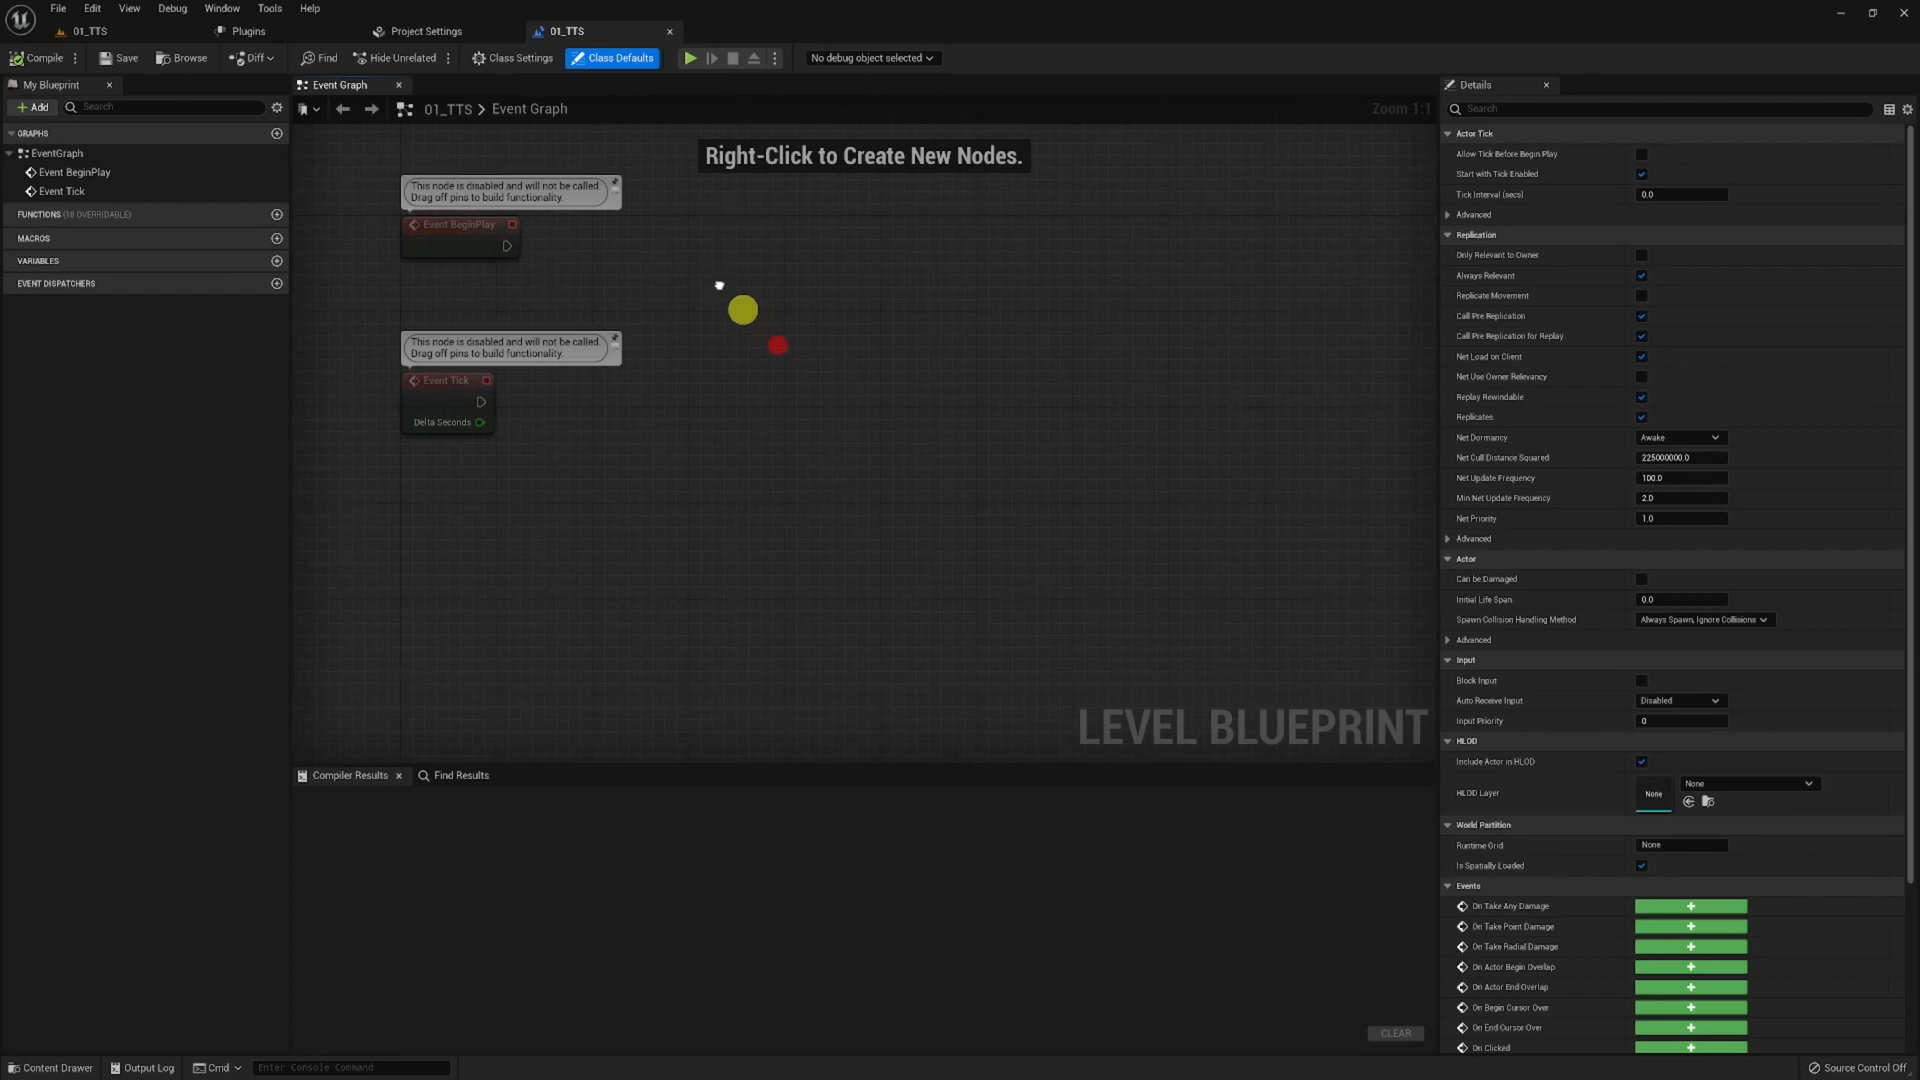 File Edit View Debug Window Tools Help
01_TTS Plugins Project Settings 01_TTS
Compile Save Browse Diff Find Hide Unrelated Class Settings Class Defaults No debug object selected
My Blueprint
Add Search
GRAPHS
EventGraph
Event BeginPlay
Event Tick
FUNCTIONS (18 OVERRIDABLE)
MACROS
VARIABLES
EVENT DISPATCHERS
Event Graph
01_TTS > Event Graph
Zoom 1:1
Right-Click to Create New Nodes.
This node is disabled and will not be called.
Drag off pins to build functionality.
Event BeginPlay
This node is disabled and will not be called.
Drag off pins to build functionality.
Event Tick
Delta Seconds
LEVEL BLUEPRINT
Compiler Results Find Results
CLEAR
Details
Search
Actor Tick
Allow Tick Before Begin Play
Start with Tick Enabled
Tick Interval (secs) 0.0
Advanced
Replication
Only Relevant to Owner
Always Relevant
Replicate Movement
Call Pre Replication
Call Pre Replication for Replay
Net Load on Client
Net Use Owner Relevancy
Replay Rewindable
Replicates
Net Dormancy Awake
Net Cull Distance Squared 225000000.0
Net Update Frequency 100.0
Min Net Update Frequency 2.0
Net Priority 1.0
Advanced
Actor
Can be Damaged
Initial Life Span 0.0
Spawn Collision Handling Method Always Spawn, Ignore Collisions
Advanced
Input
Block Input
Auto Receive Input Disabled
Input Priority 0
HLOD
Include Actor in HLOD
HLOD Layer None None
World Partition
Runtime Grid None
Is Spatially Loaded
Events
On Take Any Damage
On Take Point Damage
On Take Radial Damage
On Actor Begin Overlap
On Actor End Overlap
On Begin Cursor Over
On End Cursor Over
On Clicked
Content Drawer Output Log Cmd Enter Console Command Source Control Off